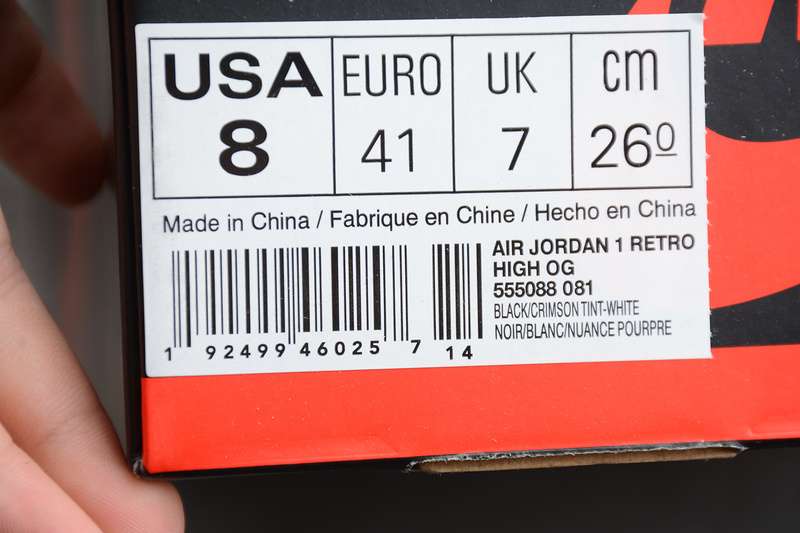 USA EURO UK cm
8 41 7 26º
Made in China / Fabrique en Chine / Hecho en China
AIR JORDAN 1 RETRO
HIGH OG
555088 081
BLACK/CRIMSON TINT-WHITE
NOIR/BLANC/NUANCE POURPRE
1 92499 46025 7 14